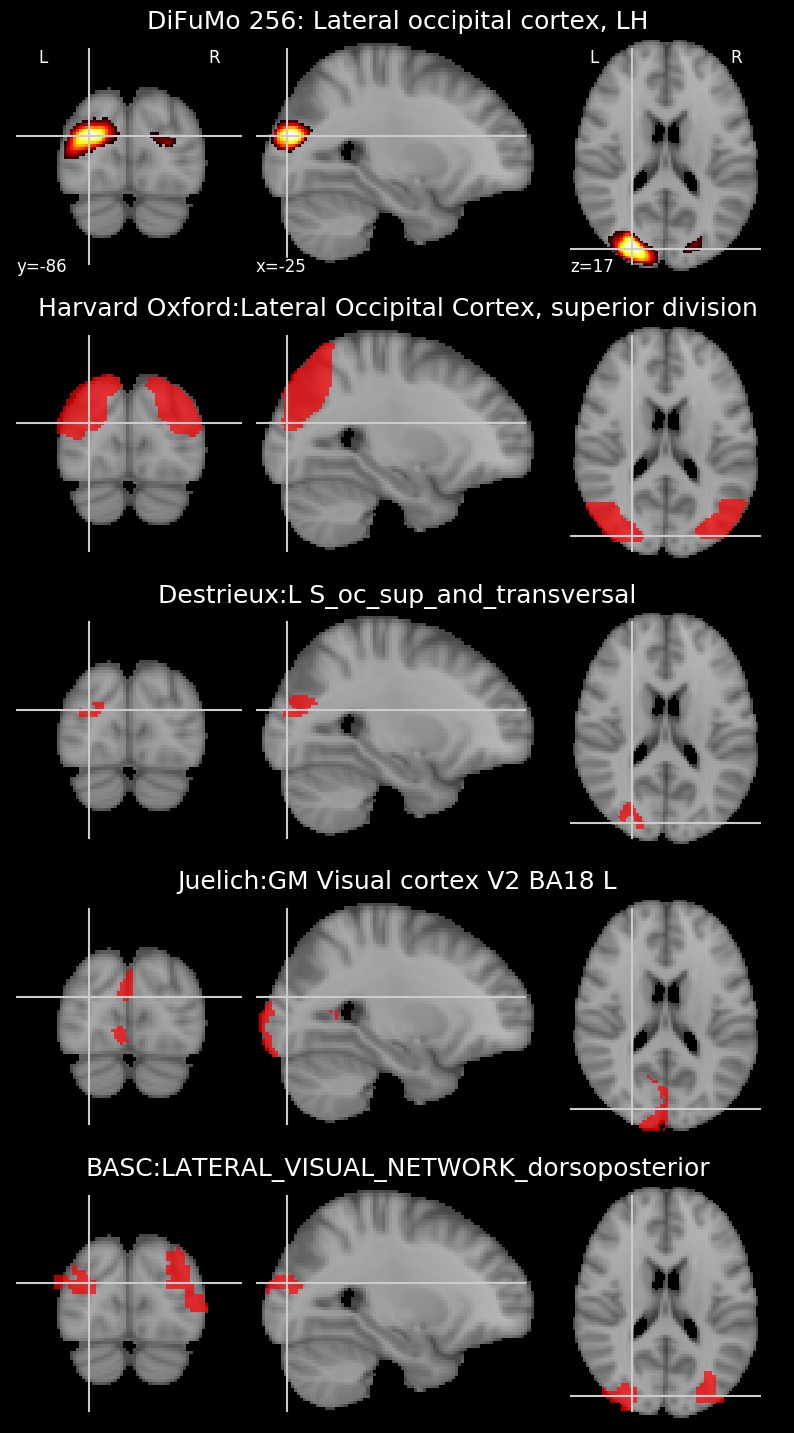 DiFuMo 256: Lateral occipital cortex, LH
L R L R
y=-86 x=-25 z=17
Harvard Oxford:Lateral Occipital Cortex, superior division
Destrieux:L S_oc_sup_and_transversal
Juelich:GM Visual cortex V2 BA18 L
BASC:LATERAL_VISUAL_NETWORK_dorsoposterior